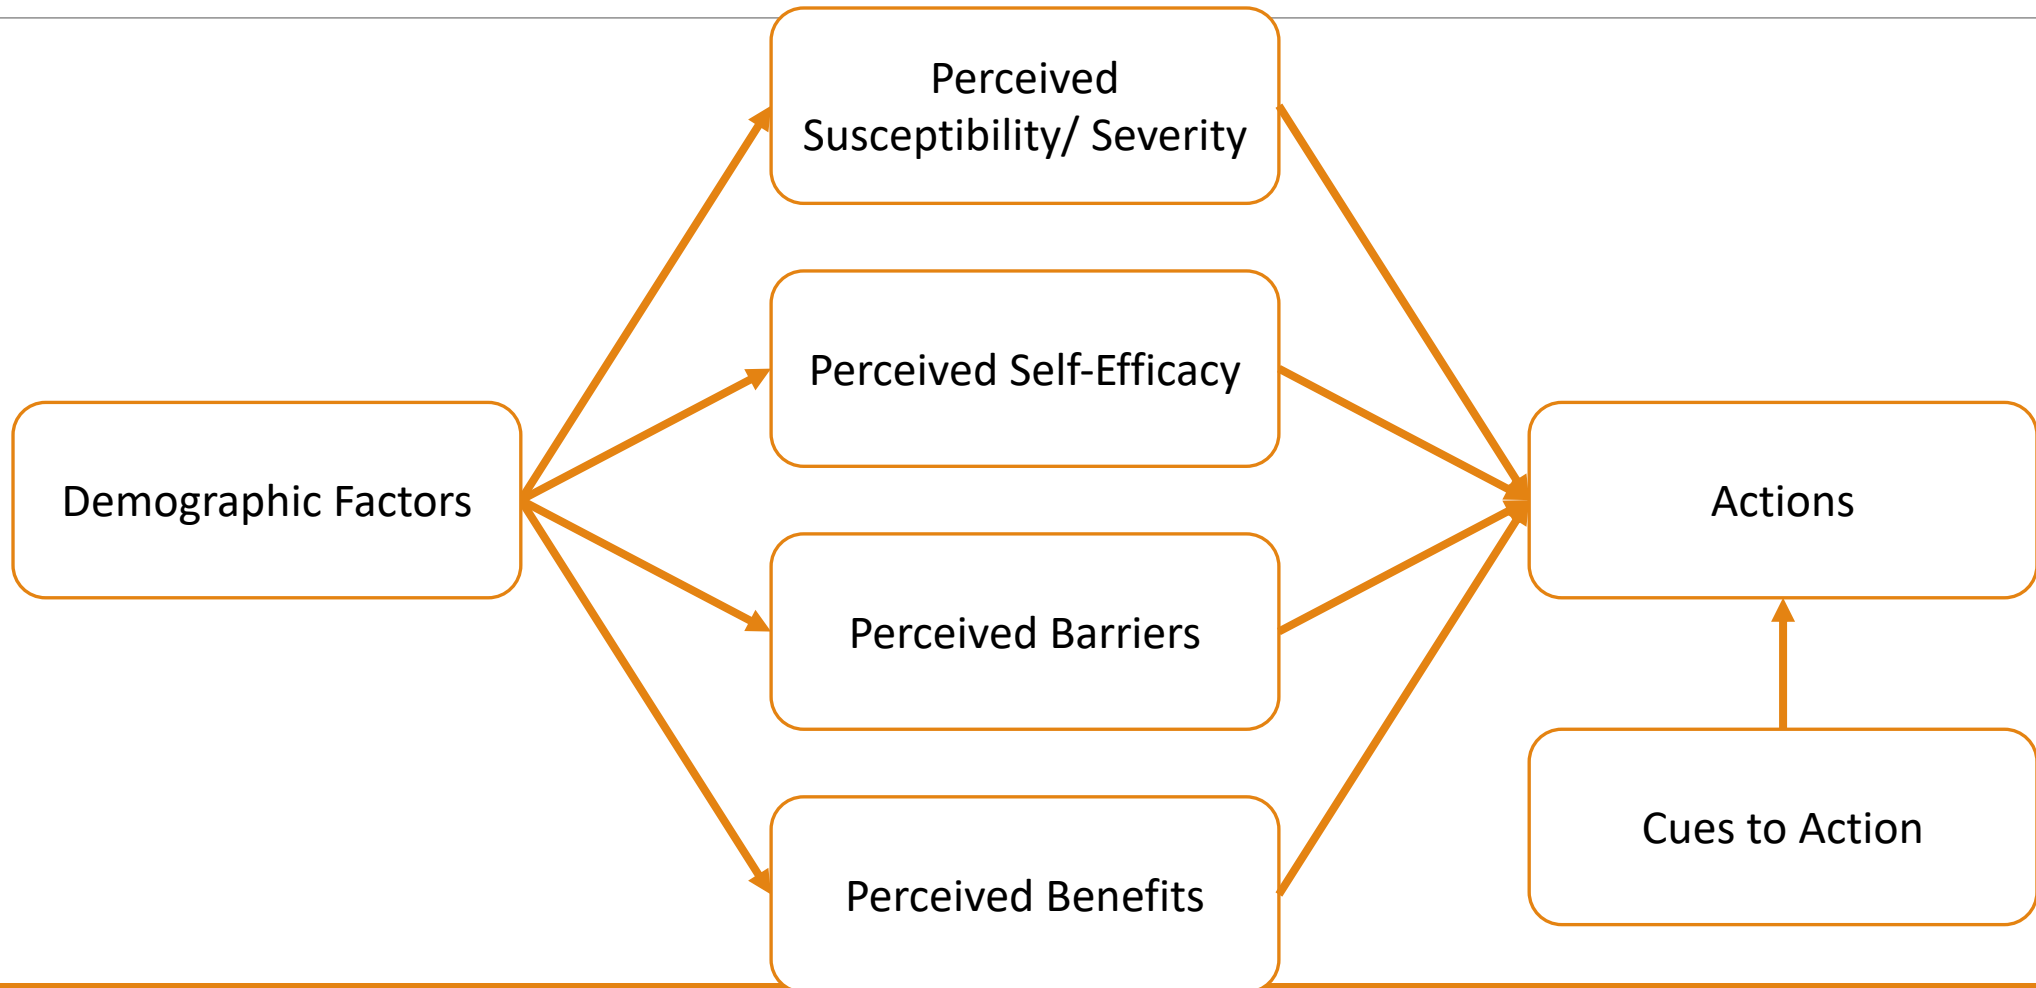 Perceived
Susceptibility/ Severity
Perceived Self-Efficacy
Demographic Factors
Actions
Perceived Barriers
Cues to Action
Perceived Benefits